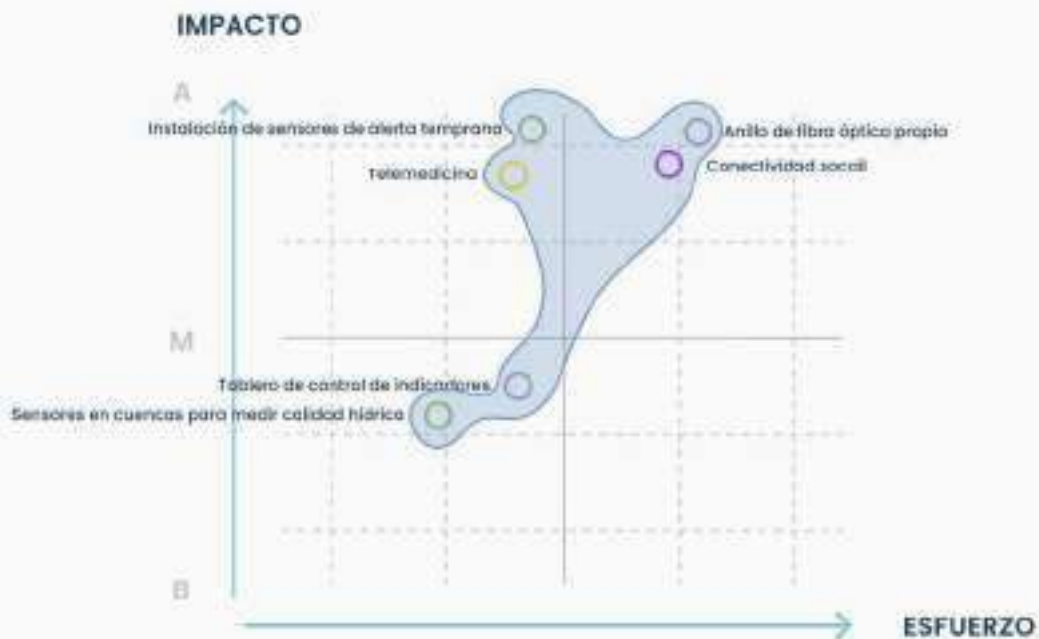 IMPACTO
A
Instalación de sensores de alerta temprana
Anillo de fibra óptica propio
Telemedicina
Conectividad social
M
Tablero de control de indicadores
Sensores en cuencas para medir calidad hídrica
B
ESFUERZO